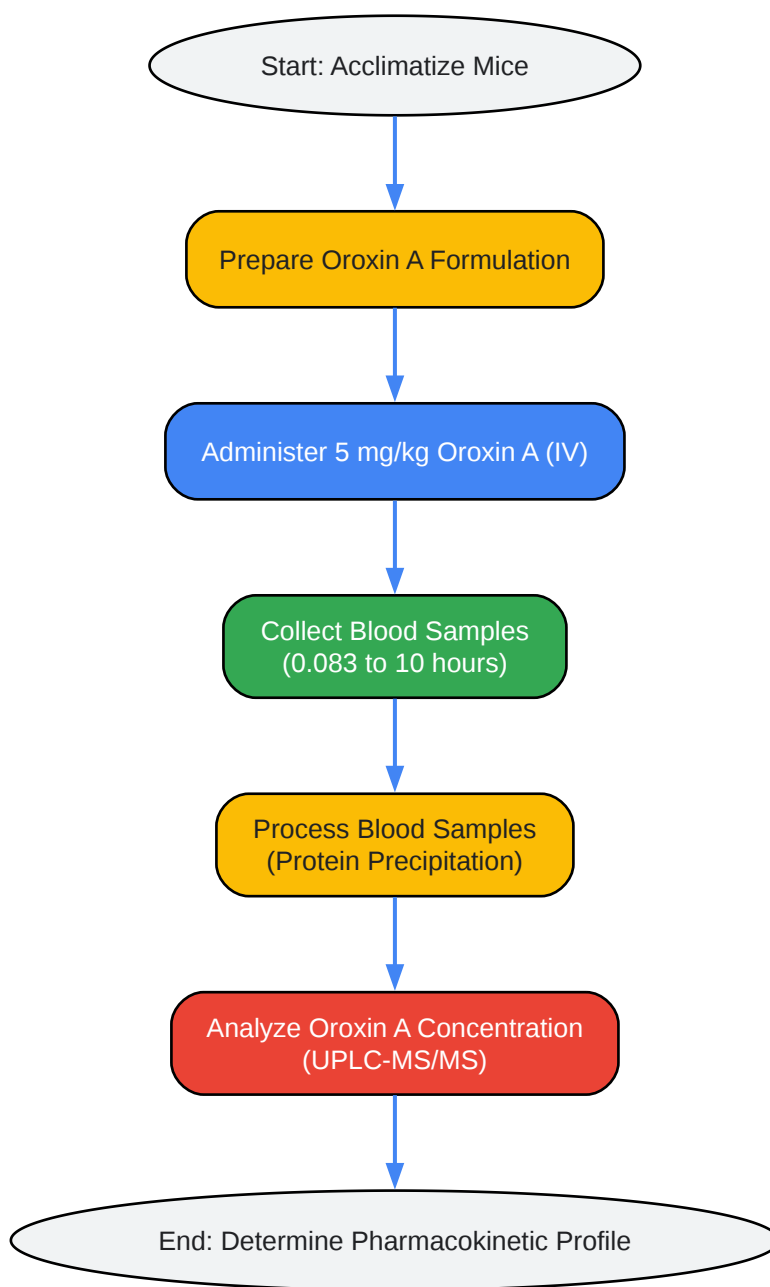 Start: Acclimatize Mice
Prepare Oroxin A Formulation
Administer 5 mg/kg Oroxin A (IV)
Collect Blood Samples
(0.083 to 10 hours)
Process Blood Samples
(Protein Precipitation)
Analyze Oroxin A Concentration
(UPLC-MS/MS)
End: Determine Pharmacokinetic Profile